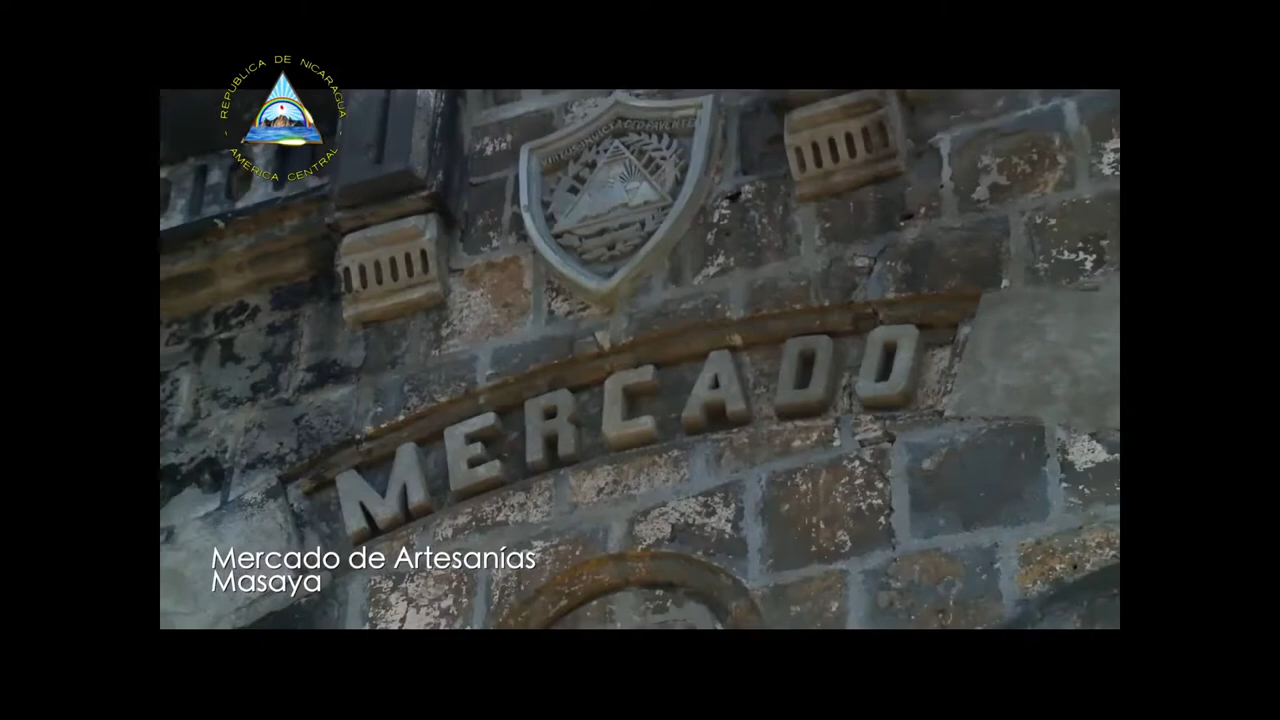 REPUBLICA DE NICARAGUA
- AMERICA CENTRAL -
MERCADO
Mercado de Artesanías
Masaya